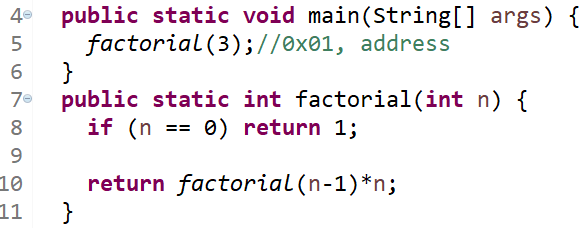 4 public static void main(String[] args) {
5 factorial(3);//0x01, address
6 }
7 public static int factorial(int n) {
8 if (n == 0) return 1;
9
10 return factorial(n-1)*n;
11 }